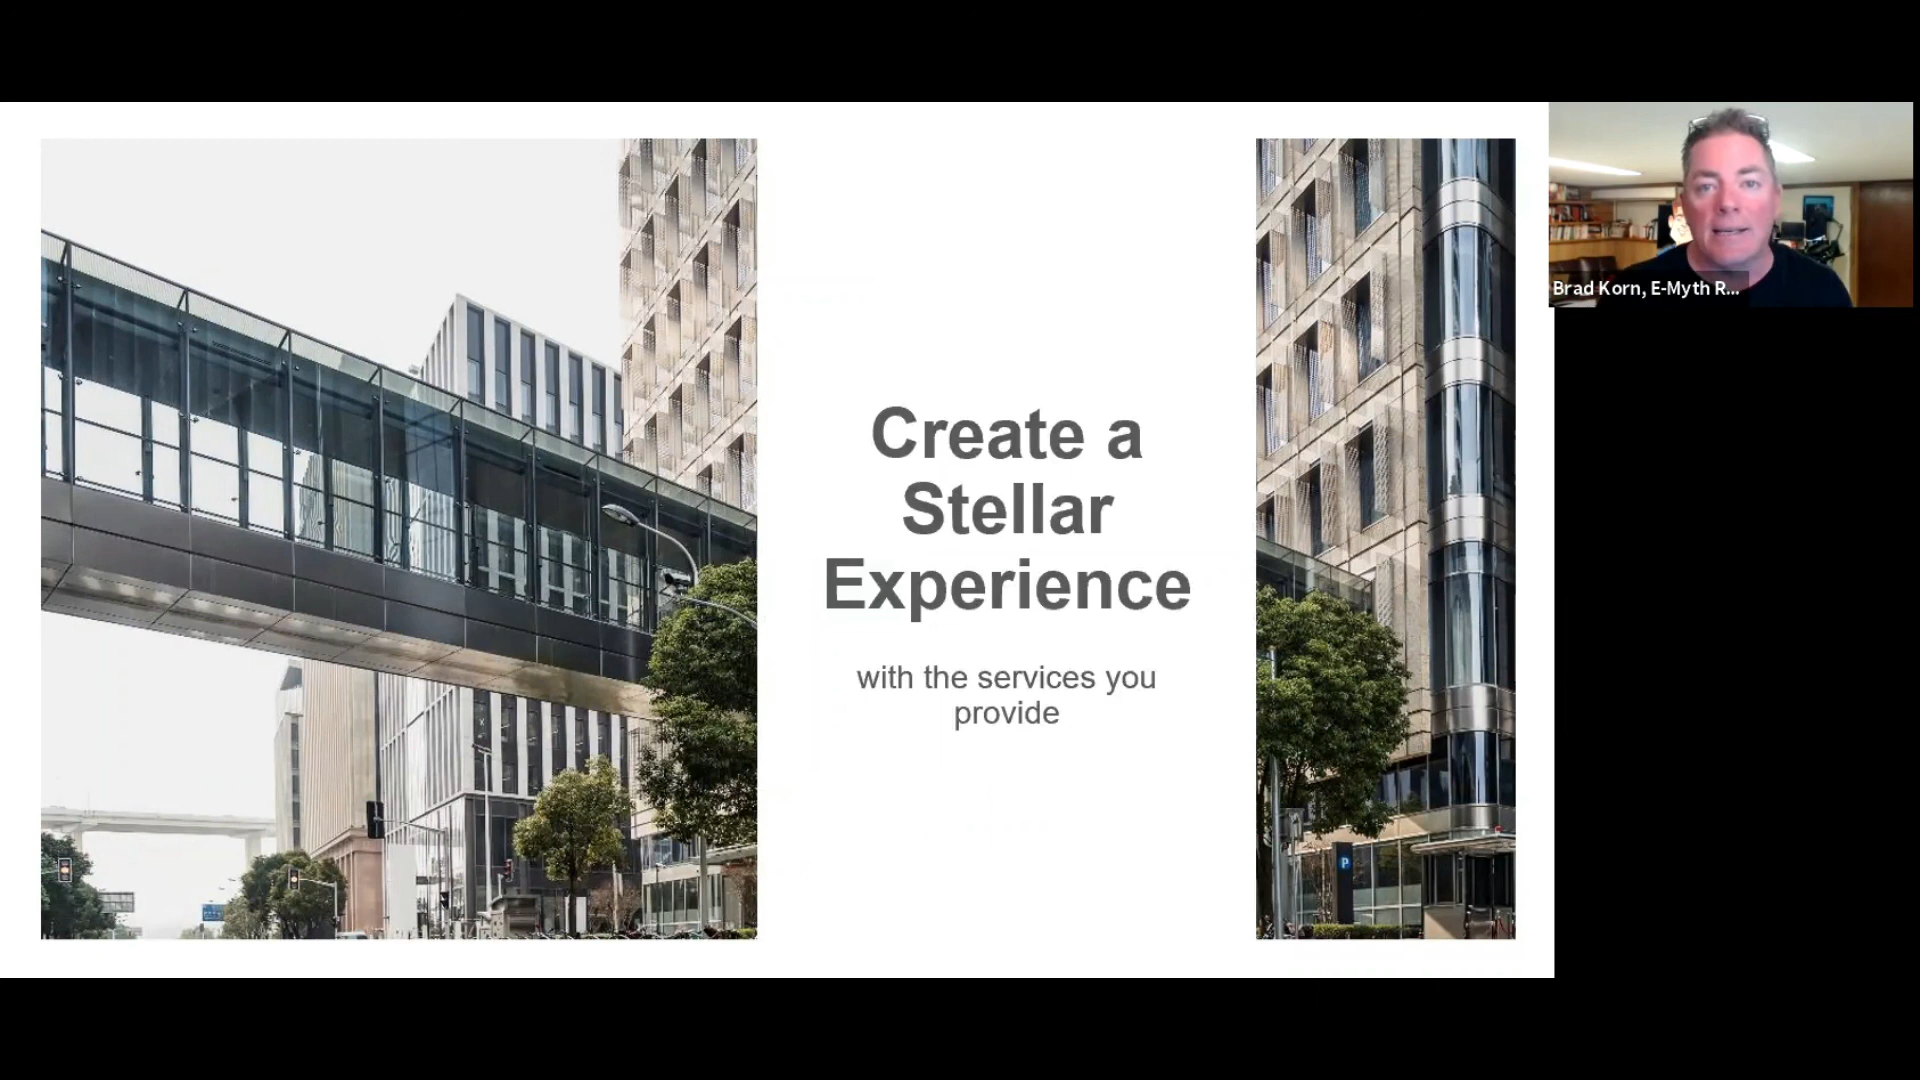 Create a
Stellar
Experience
with the services you
provide
Brad Korn, E-Myth R...
P